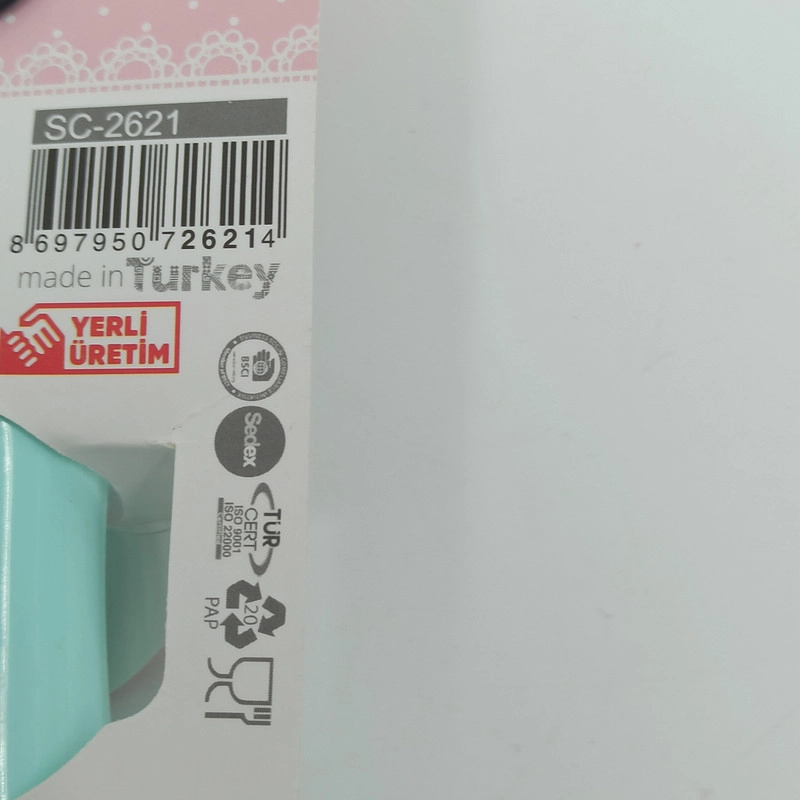 SC-2621
8 697950 726214
made in Turkey
YERLİ
ÜRETİM
BSCI
Sedex
TÜR
CERT
ISO 9001
ISO 22000
20
PAP